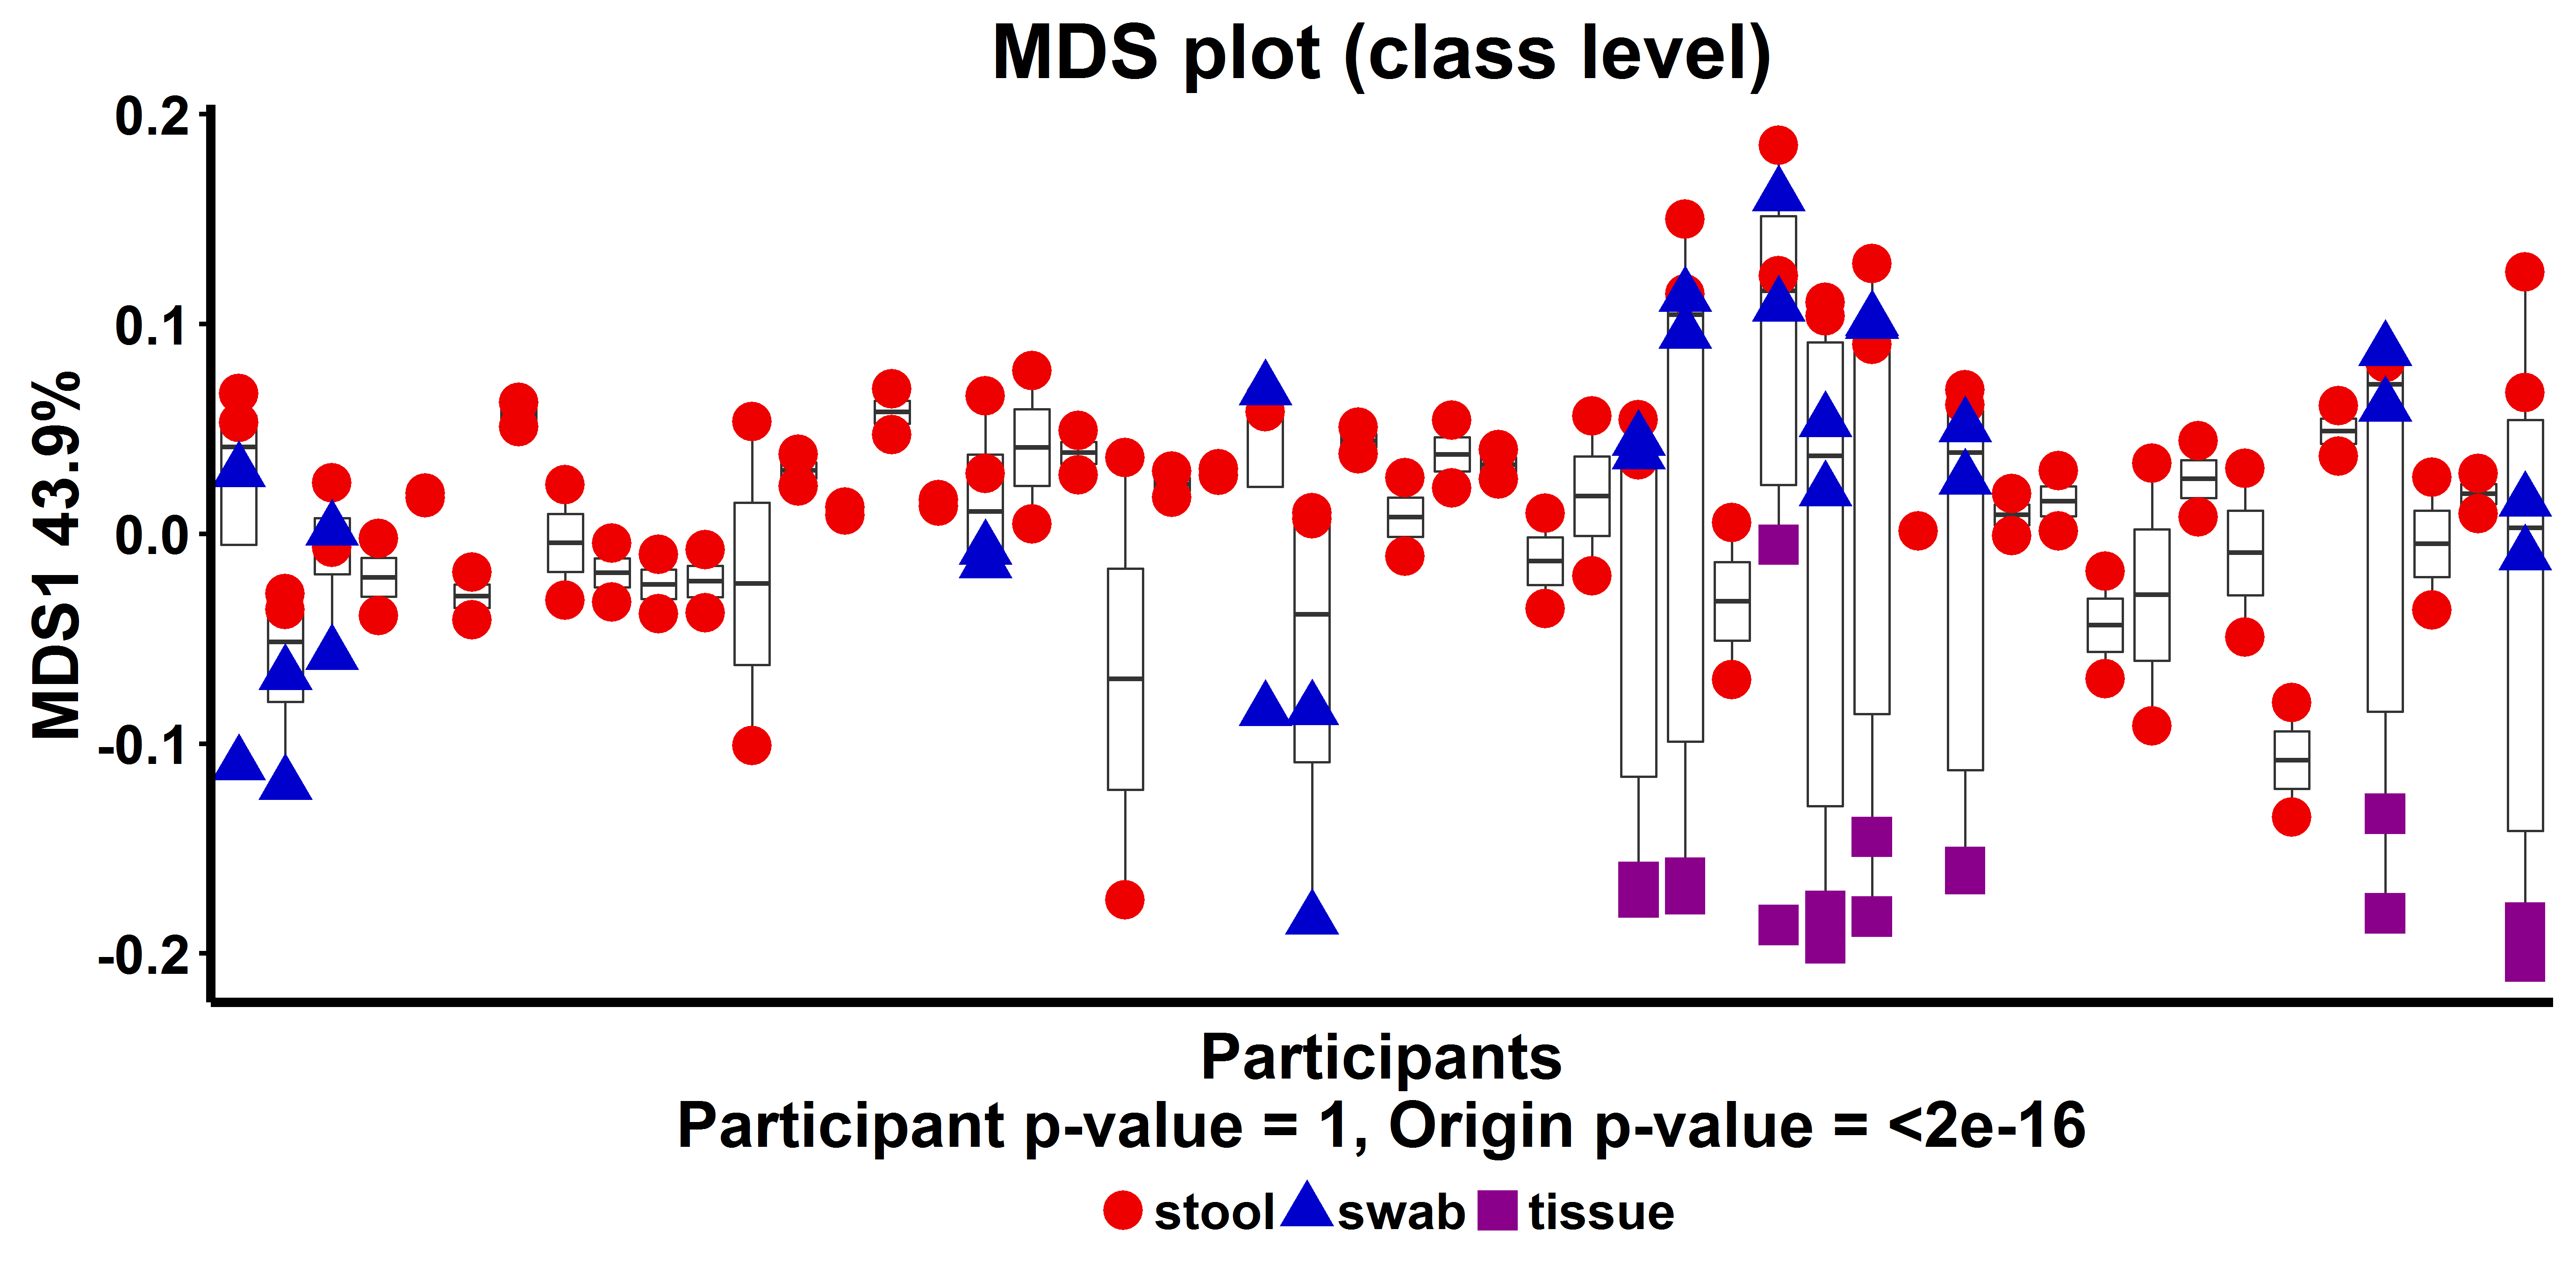 MDS plot (class level)
0.2
0.1
0.0
-0.1
-0.2
MDS1 43.9%
Participants
Participant p-value = 1, Origin p-value = <2e-16
stool swab tissue